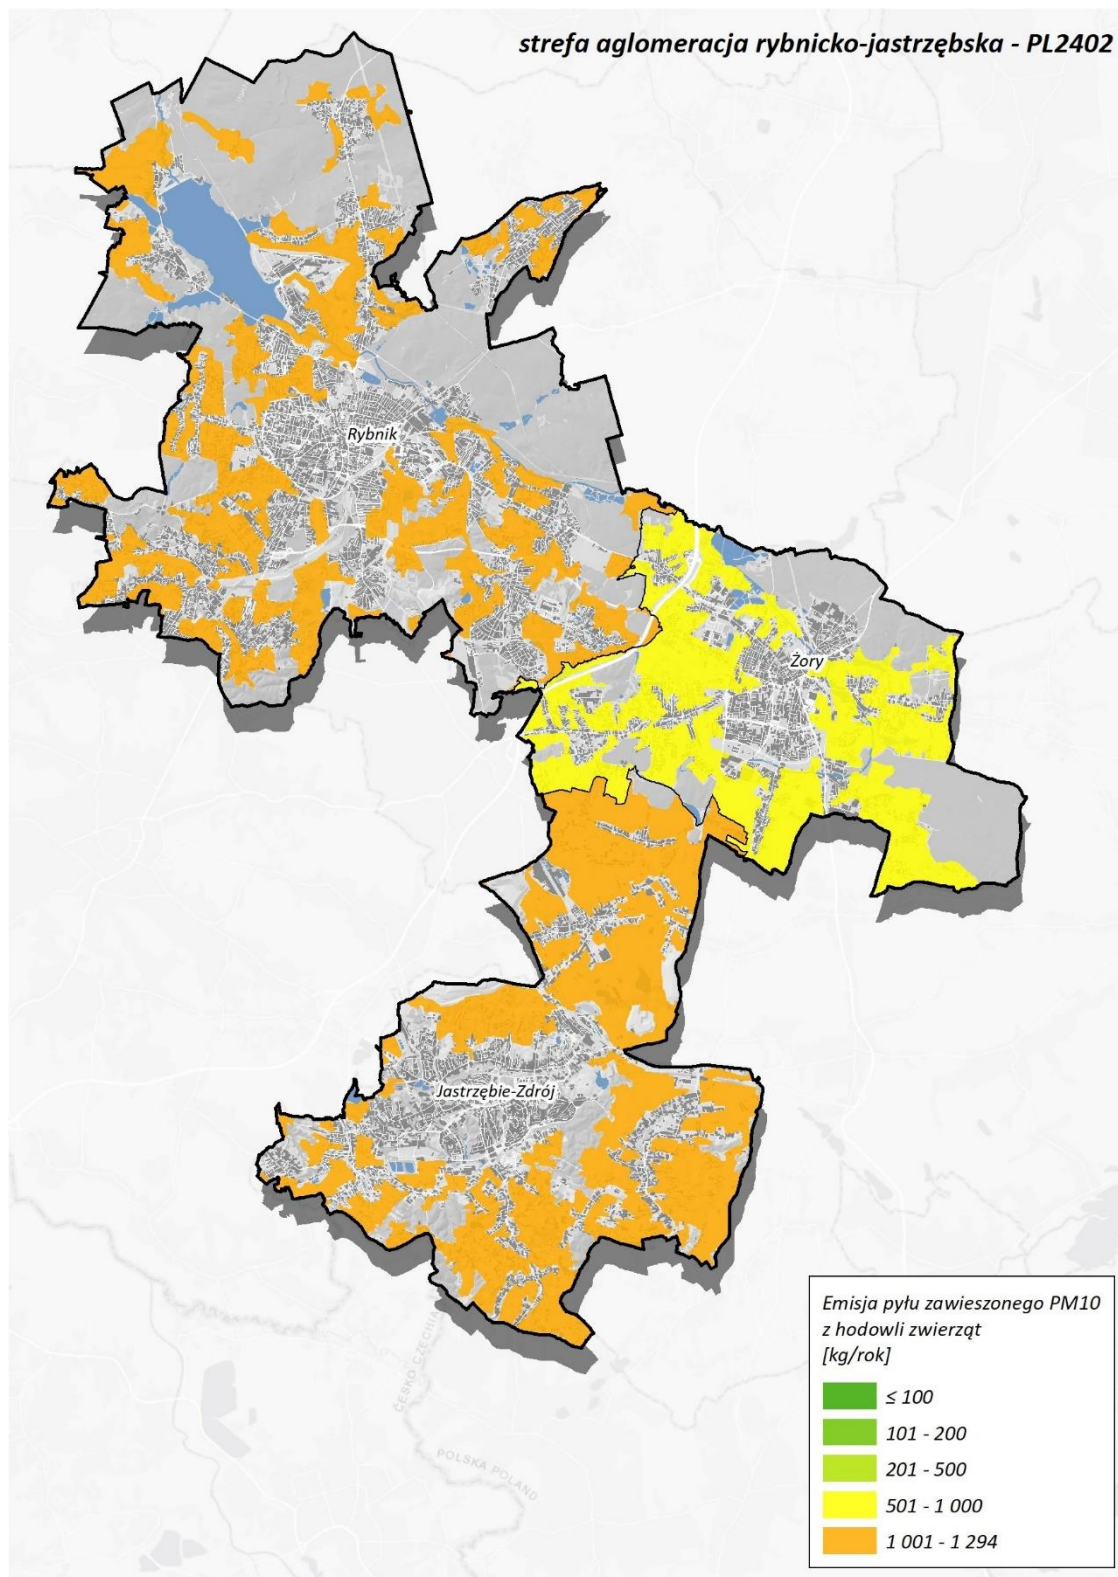 strefa aglomeracja rybnicko-jastrzębska - PL2402
Rybnik
Żory
Jastrzębie-Zdrój
ČESKO CZECHIA
POLSKA POLAND
Emisja pyłu zawieszonego PM10
z hodowli zwierząt
[kg/rok]
≤ 100
101 - 200
201 - 500
501 - 1 000
1 001 - 1 294